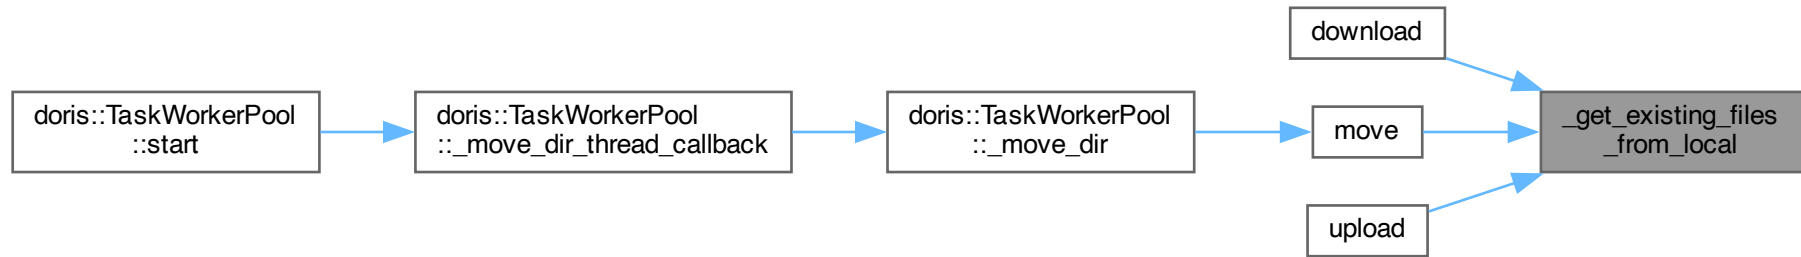 download
doris::TaskWorkerPool
::start
doris::TaskWorkerPool
::_move_dir_thread_callback
doris::TaskWorkerPool
::_move_dir
move
_get_existing_files
_from_local
upload